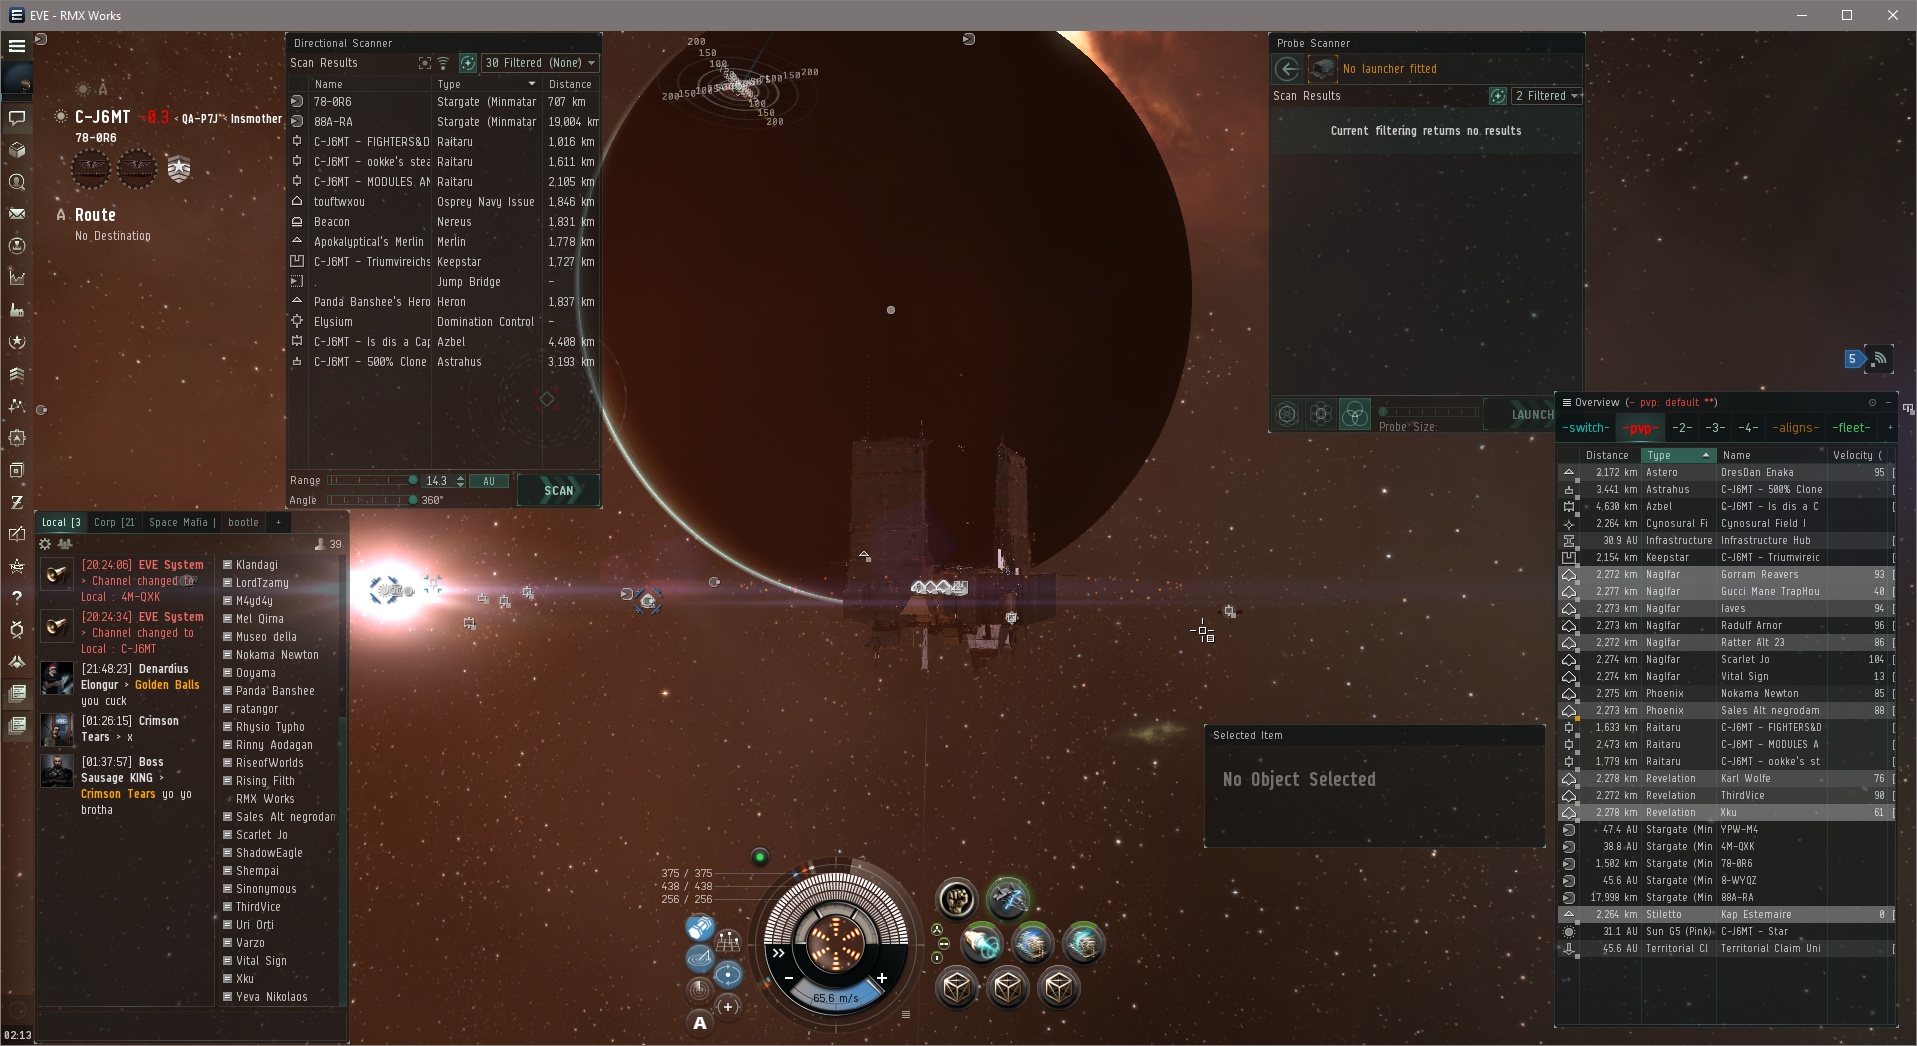 EVE - RMX Works
C-J6MT -0.3 < QA-P7J < Insmother
78-0R6
Route
No Destination
Directional Scanner
Scan Results
30 Filtered (None)
Name Type Distance
78-0R6 Stargate (Minmatar 707 km
88A-RA Stargate (Minmatar 19,004 km
C-J6MT - FIGHTERS&D Raitaru 1,016 km
C-J6MT - ookke's stea Raitaru 1,611 km
C-J6MT - MODULES AN Raitaru 2,105 km
touftwxou Osprey Navy Issue 1,846 km
Beacon Nereus 1,831 km
Apokalyptical's Merlin Merlin 1,778 km
C-J6MT - Triumvirechs Keepstar 1,727 km
. Jump Bridge -
Panda Banshee's Hero Heron 1,837 km
Elysium Domination Control -
C-J6MT - Is dis a Cap Azbel 4,408 km
C-J6MT - 500% Clone Astrahus 3,193 km
Range 14.3 AU
Angle 360°
SCAN
200
150
100
Probe Scanner
No launcher fitted
Scan Results
2 Filtered
Current filtering returns no results
Probe Size:
LAUNCH
5
Local [3 Corp [21 Space Mafia | bootle +
39
[20:24:06] EVE System
> Channel changed to
Local : 4M-QXK
[20:24:34] EVE System
> Channel changed to
Local : C-J6MT
[21:48:23] Denardius
Elongur > Golden Balls
you cuck
[01:26:15] Crimson
Tears > x
[01:37:57] Boss
Sausage KING >
Crimson Tears yo yo
brotha
Klandagi
LordTzamy
M4yd4y
Mel Qirna
Museo della
Nokama Newton
Ooyama
Panda Banshee
ratangor
Rhysio Typho
Rinny Aodagan
RiseofWorlds
Rising Filth
RMX Works
Sales Alt negrodam
Scarlet Jo
ShadowEagle
Shempai
Sinonymous
ThirdVice
Uri Orti
Varzo
Vital Sign
Xku
Yeva Nikolaos
02:13
375 / 375
438 / 438
256 / 256
65.6 m/s
A
Selected Item
No Object Selected
Overview (- pvp: default **)
-switch- -pvp- -2- -3- -4- -aligns- -fleet- +
Distance Type Name Velocity (
2,172 km Astero DresDan Enaka 95
3,441 km Astrahus C-J6MT - 500% Clone
4,630 km Azbel C-J6MT - Is dis a C
2,264 km Cynosural Fi Cynosural Field I
30.9 AU Infrastructure Infrastructure Hub
2,154 km Keepstar C-J6MT - Triumvireic
2,272 km Naglfar Gorram Reavers 93
2,277 km Naglfar Gucci Mane TrapHou 40
2,273 km Naglfar laves 94
2,273 km Naglfar Radulf Arnor 96
2,272 km Naglfar Ratter Alt 23 86
2,274 km Naglfar Scarlet Jo 104
2,274 km Naglfar Vital Sign 13
2,275 km Phoenix Nokama Newton 85
2,273 km Phoenix Sales Alt negrodam 88
1,633 km Raitaru C-J6MT - FIGHTERS&D
2,473 km Raitaru C-J6MT - MODULES A
1,779 km Raitaru C-J6MT - ookke's st
2,278 km Revelation Karl Wolfe 76
2,272 km Revelation ThirdVice 90
2,278 km Revelation Xku 61
47.4 AU Stargate (Min YPW-M4
38.8 AU Stargate (Min 4M-QXK
1,502 km Stargate (Min 78-0R6
45.6 AU Stargate (Min 8-WYQZ
17,998 km Stargate (Min 88A-RA
2,264 km Stiletto Kap Estemaire 0
31.1 AU Sun G5 (Pink) C-J6MT - Star
45.6 AU Territorial Cl Territorial Claim Uni